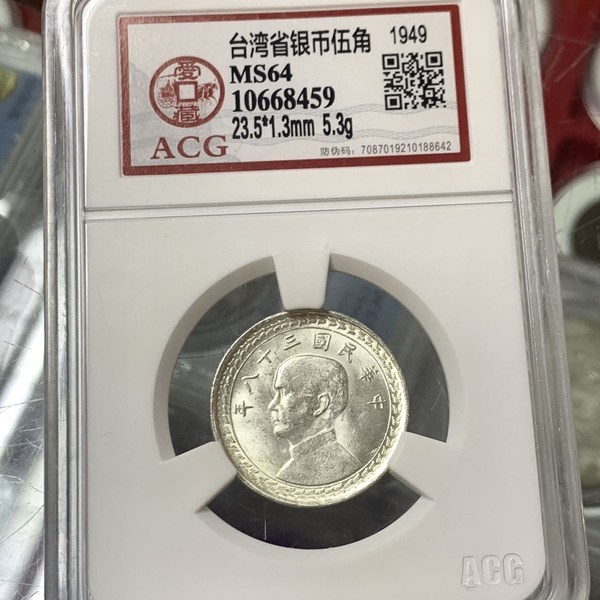 台湾省银币伍角 1949
MS64
10668459
23.5*1.3mm 5.3g
ACG
防伪码: 7087019210188642
中華民國三十八年
ACG